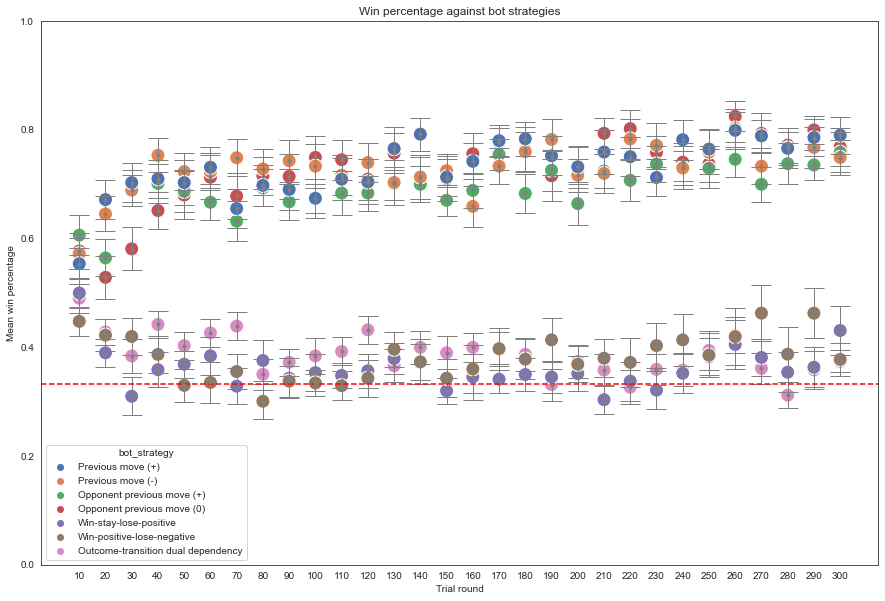 Win percentage against bot strategies
1.0
0.8
0.6
0.4
0.2
0.0
Mean win percentage
bot_strategy
Previous move (+)
Previous move (-)
Opponent previous move (+)
Opponent previous move (0)
Win-stay-lose-positive
Win-positive-lose-negative
Outcome-transition dual dependency
10 20 30 40 50 60 70 80 90 100 110 120 130 140 150 160 170 180 190 200 210 220 230 240 250 260 270 280 290 300
Trial round